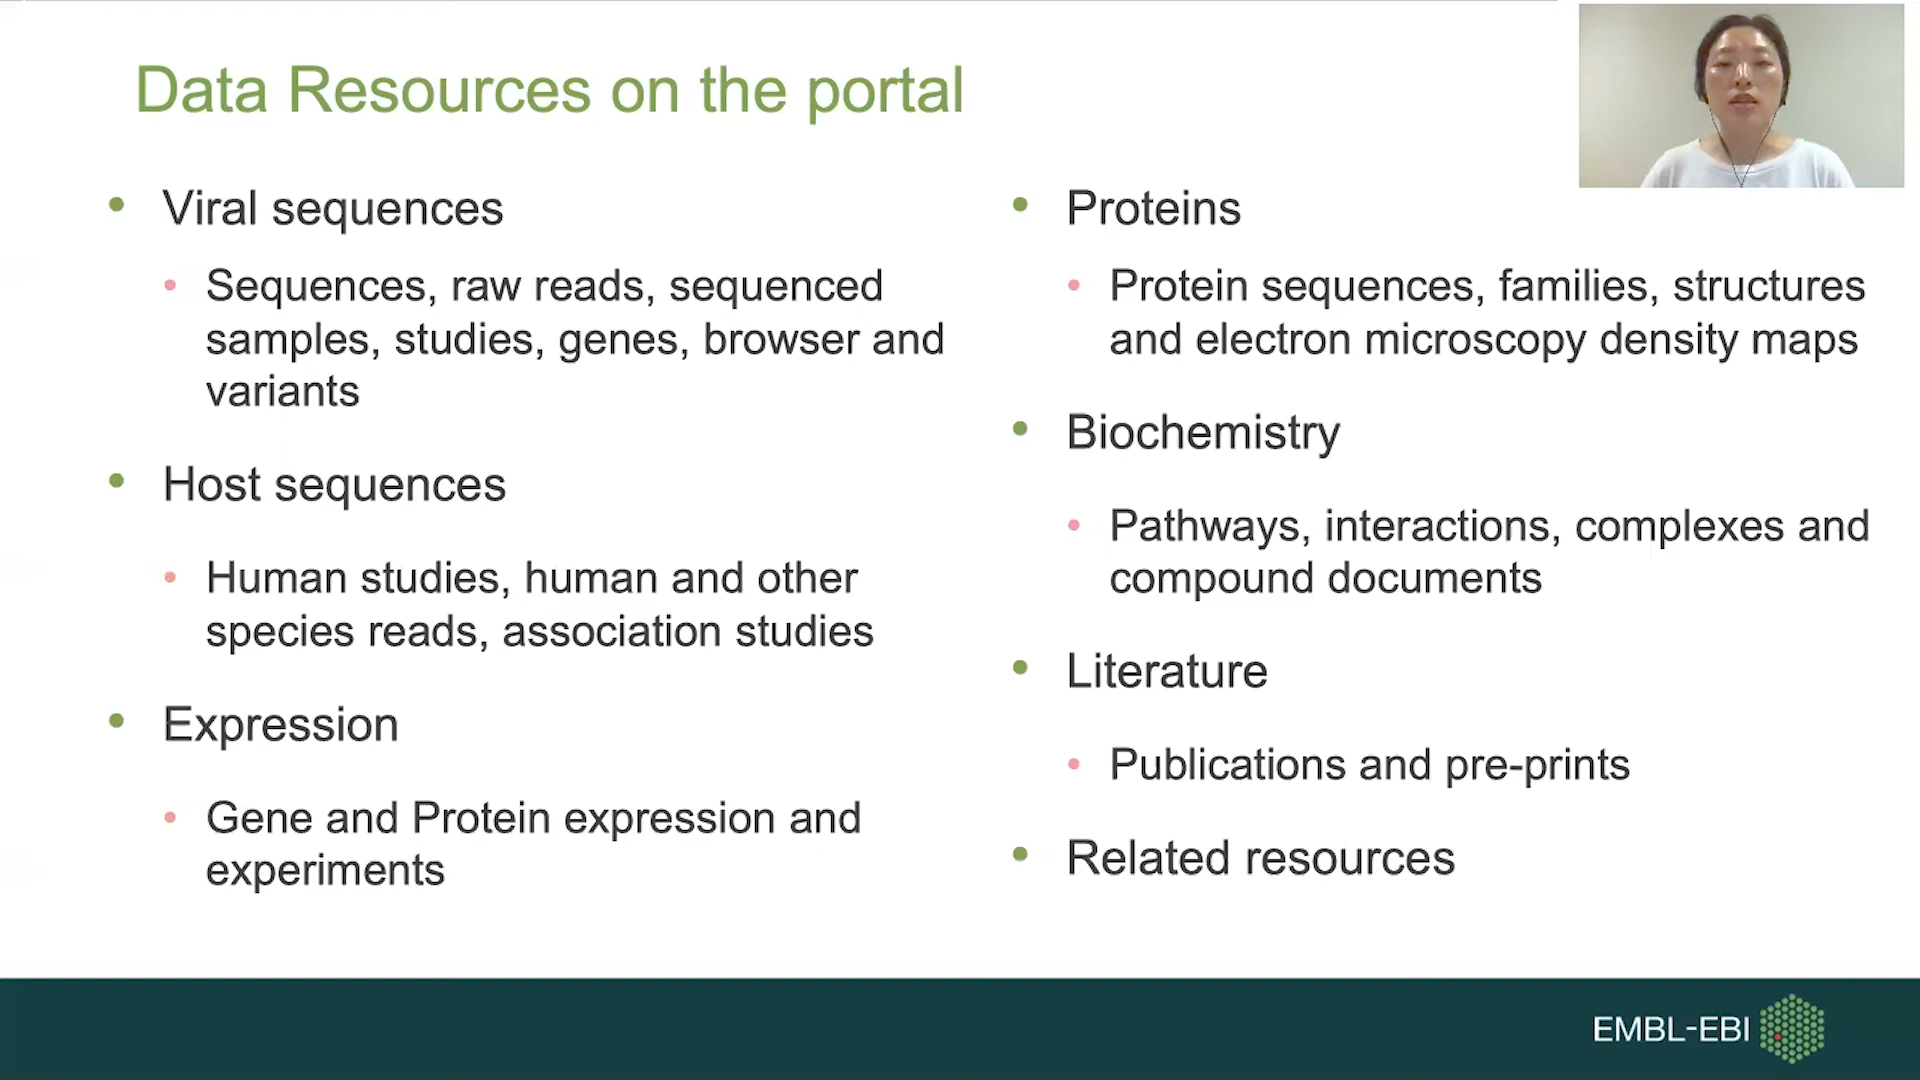 Data Resources on the portal
Viral sequences
Sequences, raw reads, sequenced
samples, studies, genes, browser and
variants
Host sequences
Human studies, human and other
species reads, association studies
Expression
Gene and Protein expression and
experiments
Proteins
Protein sequences, families, structures
and electron microscopy density maps
Biochemistry
Pathways, interactions, complexes and
compound documents
Literature
Publications and pre-prints
Related resources
EMBL-EBI